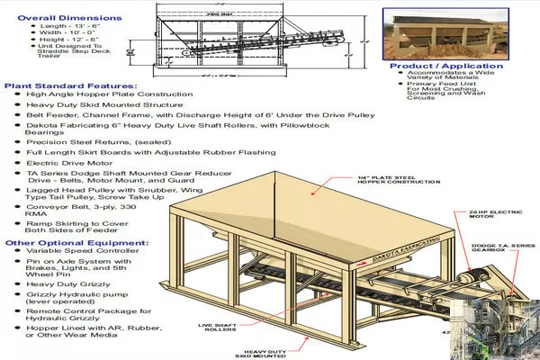 Overall Dimensions
Length - 13' - 6"
Width - 10' - 0"
Height - 12' - 6"
Unit Designed To
Straddle Step Deck
Trailer
Product / Application
Accommodates a Wide
Variety of Materials
Primary Feed Unit
For Most Crushing,
Screening and Wash
Circuits
Plant Standard Features:
High Angle Hopper Plate Construction
Heavy Duty Skid Mounted Structure
Belt Feeder, Channel Frame, with Discharge Height of 6' Under the Drive Pulley
Dakota Fabricating 6" Heavy Duty Live Shaft Rollers, with Pillowblock
Bearings
Precision Steel Returns, (sealed)
Full Length Skirt Boards with Adjustable Rubber Flashing
Electric Drive Motor
TA Series Dodge Shaft Mounted Gear Reducer
Drive - Belts, Motor Mount, and Guard
Lagged Head Pulley with Snubber, Wing
Type Tail Pulley, Screw Take Up
Conveyor Belt, 3-ply, 330
RMA
Ramp Skirting to Cover
Both Sides of Feeder
Other Optional Equipment:
Variable Speed Controller
Pin on Axle System with
Brakes, Lights, and 5th
Wheel Pin
Heavy Duty Grizzly
Grizzly Hydraulic pump
(lever operated)
Remote Control Package for
Hydraulic Grizzly
Hopper Lined with AR, Rubber,
or Other Wear Media
1/4" PLATE STEEL
HOPPER CONSTRUCTION
20 HP ELECTRIC
MOTOR
DODGE T.A. SERIES
GEARBOX
DAKOTA FABRICATING
LIVE SHAFT
ROLLERS
HEAVY DUTY
SKID MOUNTED